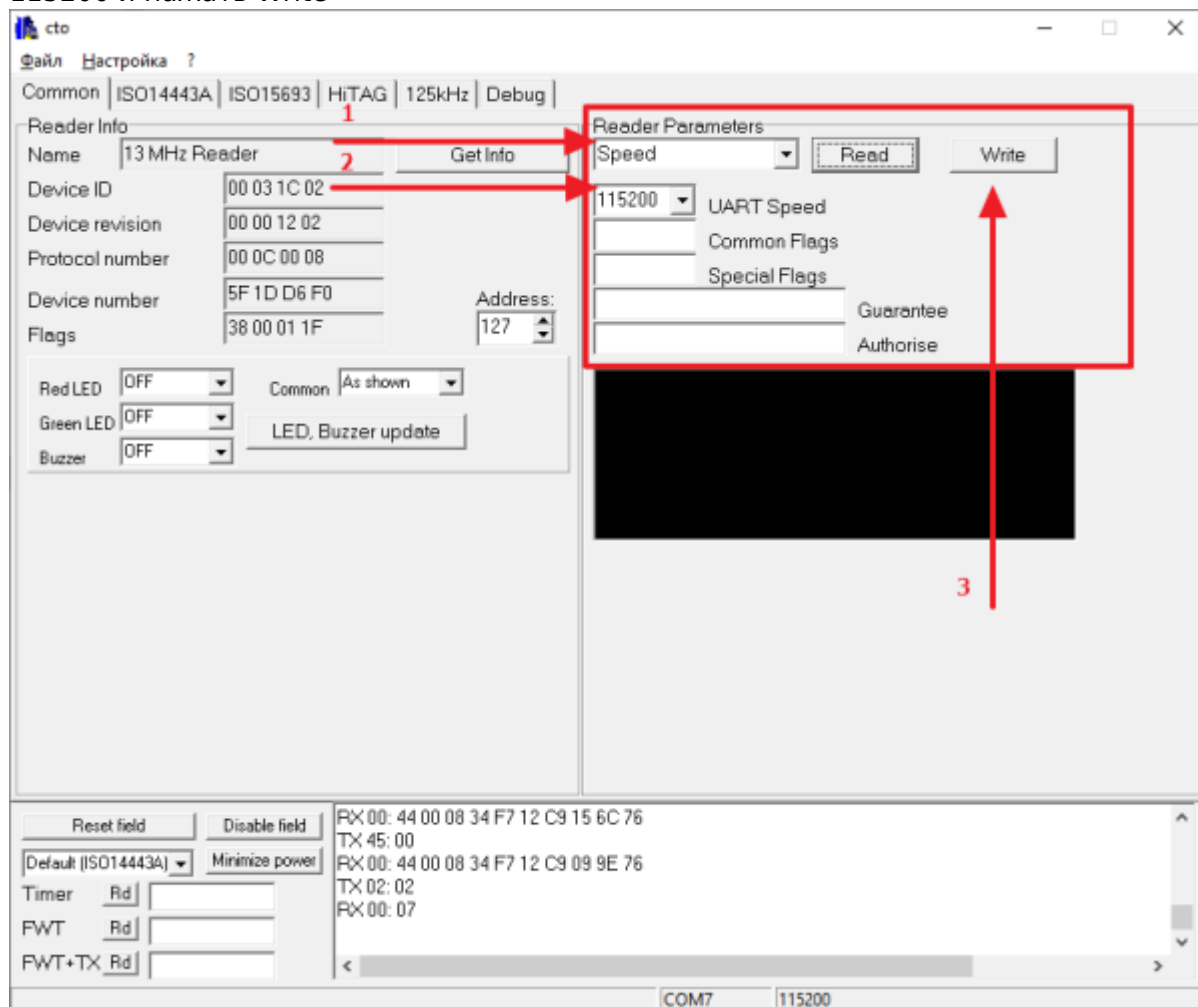 cto
Файл Настройка ?
Common ISO14443A ISO15693 HiTAG 125kHz Debug
1
Reader Info
Name 13 MHz Reader Get Info
2
Device ID 00 03 1C 02
Device revision 00 00 12 02
Protocol number 00 0C 00 08
Device number 5F 1D D6 F0
Address:
Flags 38 00 01 1F 127
Red LED OFF Common As shown
Green LED OFF LED, Buzzer update
Buzzer OFF
Reader Parameters
Speed Read Write
115200 UART Speed
Common Flags
Special Flags
Guarantee
Authorise
3
Reset field Disable field
Default (ISO14443A) Minimize power
Timer Rd
FWT Rd
FWT+TX Rd
RX 00: 44 00 08 34 F7 12 C9 15 6C 76
TX 45: 00
RX 00: 44 00 08 34 F7 12 C9 09 9E 76
TX 02: 02
RX 00: 07
COM7 115200